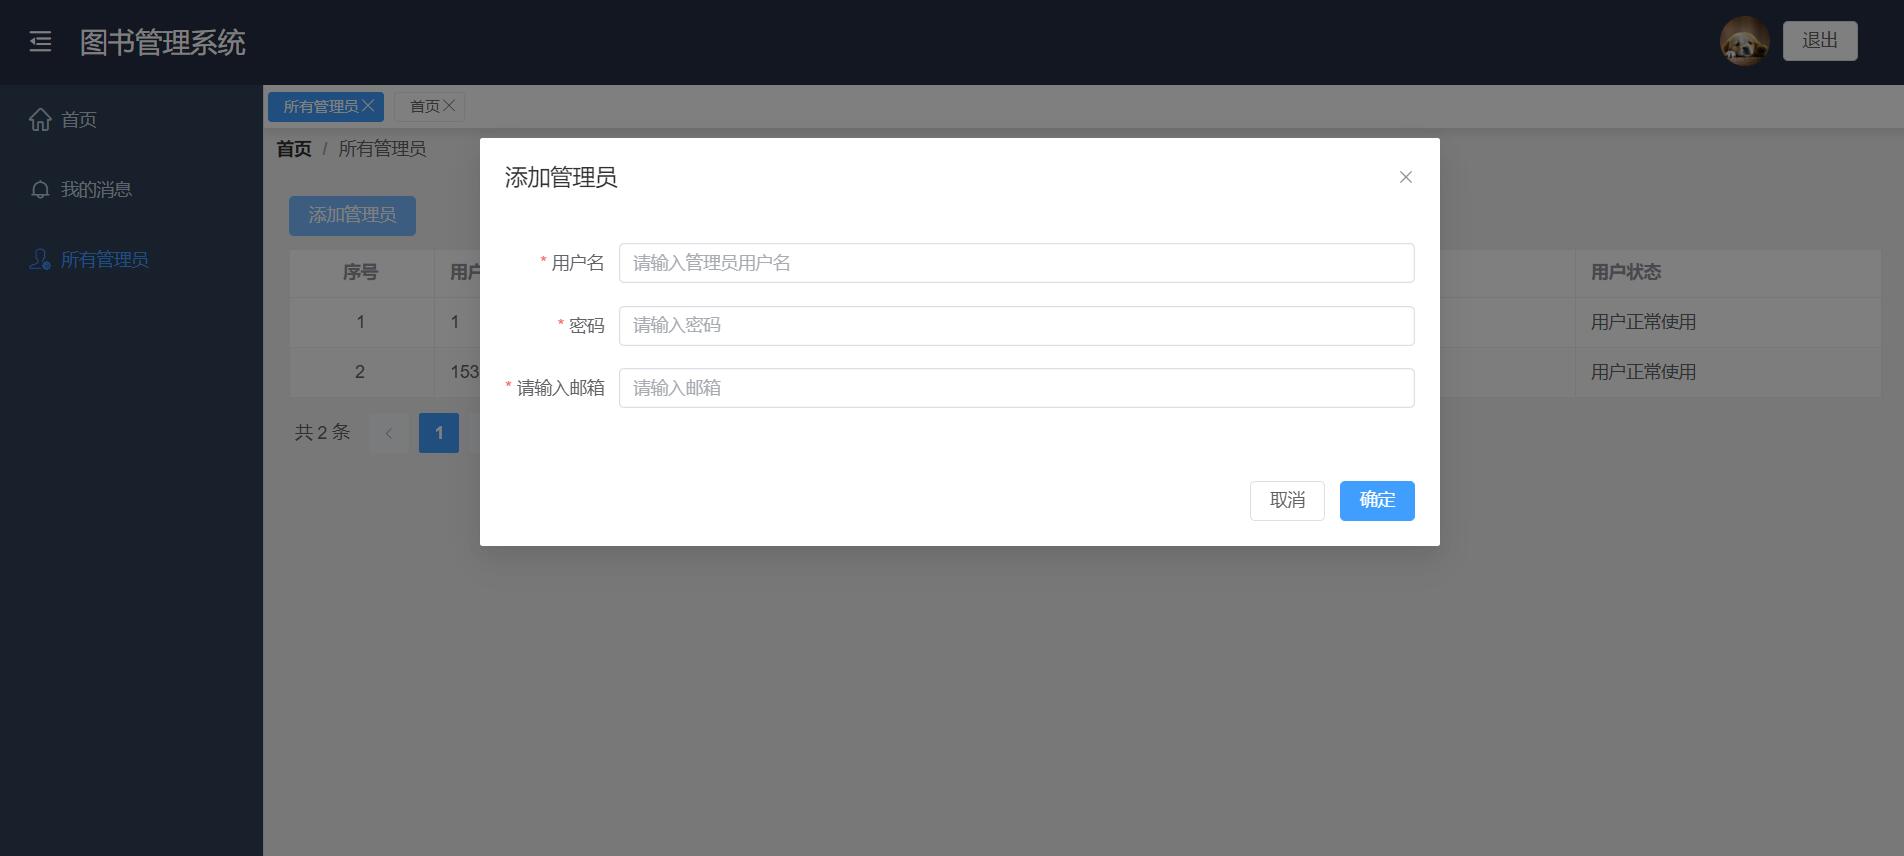 图书管理系统
退出
首页
我的消息
所有管理员
所有管理员 首页
首页 / 所有管理员
添加管理员
序号 用户 用户状态
1 1 用户正常使用
2 153 用户正常使用
共 2 条 1
添加管理员
* 用户名 请输入管理员用户名
* 密码 请输入密码
* 请输入邮箱 请输入邮箱
取消 确定